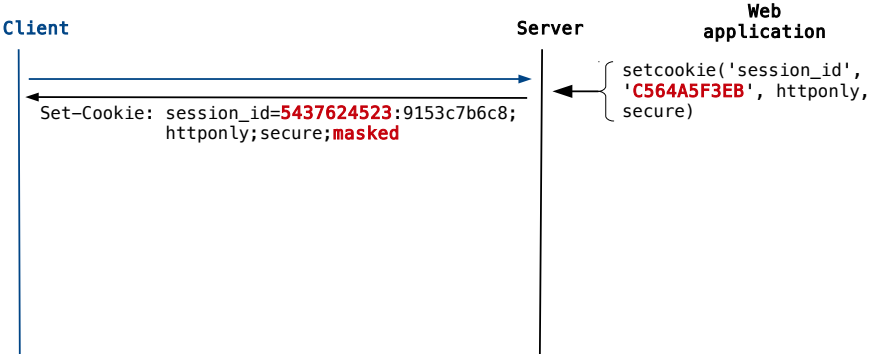 Client
Server
Web
application
setcookie('session_id',
'C564A5F3EB', httponly,
secure)
Set-Cookie: session_id=5437624523:9153c7b6c8;
httponly;secure;masked